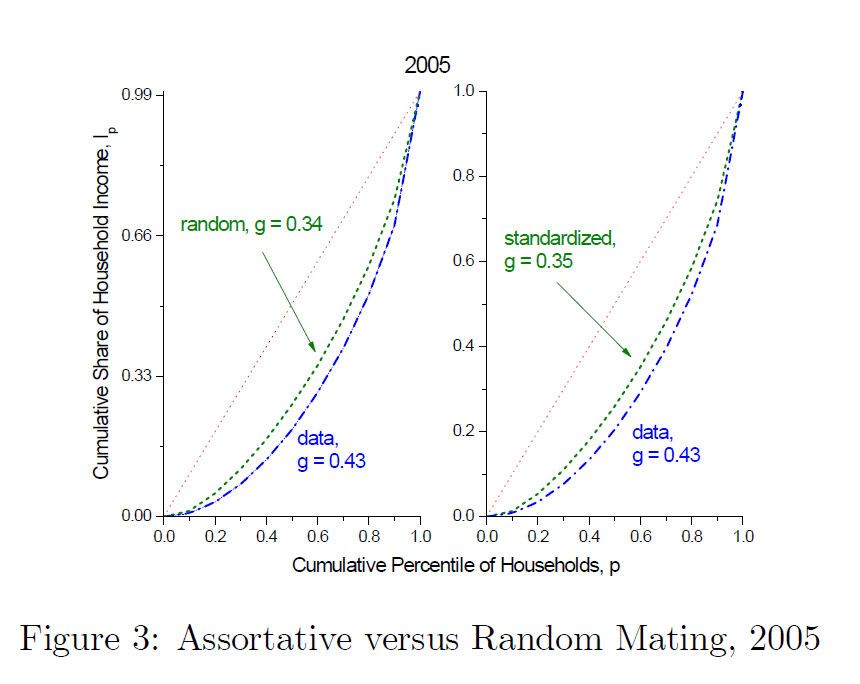 2005
Cumulative Share of Household Income, lp
0.99
0.66
0.33
0.00
random, g = 0.34
data,
g = 0.43
0.0 0.2 0.4 0.6 0.8 1.0
1.0
0.8
0.6
0.4
0.2
0.0
standardized,
g = 0.35
data,
g = 0.43
0.0 0.2 0.4 0.6 0.8 1.0
Cumulative Percentile of Households, p
Figure 3: Assortative versus Random Mating, 2005